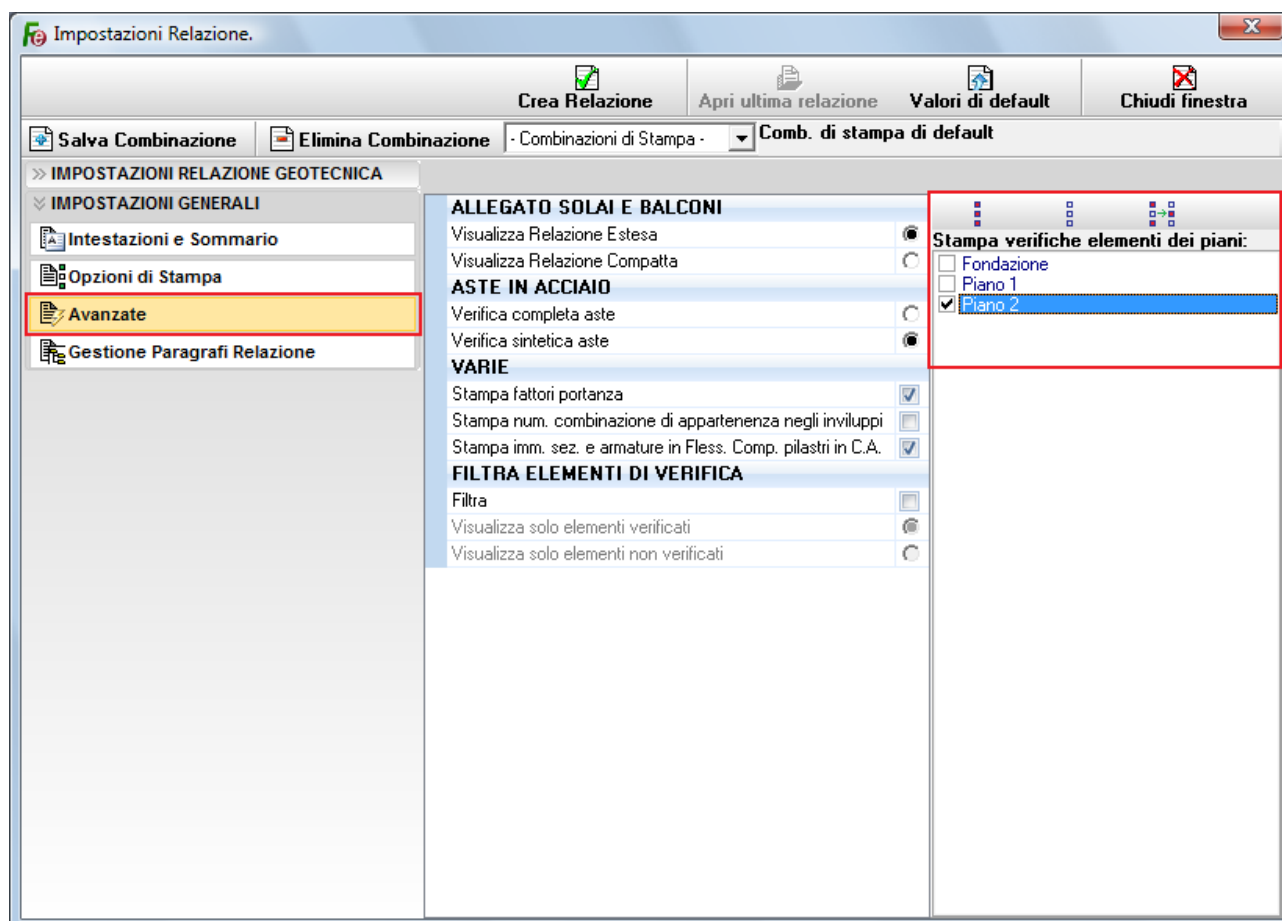 Impostazioni Relazione.
Crea Relazione
Apri ultima relazione
Valori di default
Chiudi finestra
Salva Combinazione
Elimina Combinazione
- Combinazioni di Stampa -
Comb. di stampa di default
IMPOSTAZIONI RELAZIONE GEOTECNICA
IMPOSTAZIONI GENERALI
Intestazioni e Sommario
Opzioni di Stampa
Avanzate
Gestione Paragrafi Relazione
ALLEGATO SOLAI E BALCONI
Visualizza Relazione Estesa
Visualizza Relazione Compatta
ASTE IN ACCIAIO
Verifica completa aste
Verifica sintetica aste
VARIE
Stampa fattori portanza
Stampa num. combinazione di appartenenza negli inviluppi
Stampa imm. sez. e armature in Fless. Comp. pilastri in C.A.
FILTRA ELEMENTI DI VERIFICA
Filtra
Visualizza solo elementi verificati
Visualizza solo elementi non verificati
Stampa verifiche elementi dei piani:
Fondazione
Piano 1
Piano 2